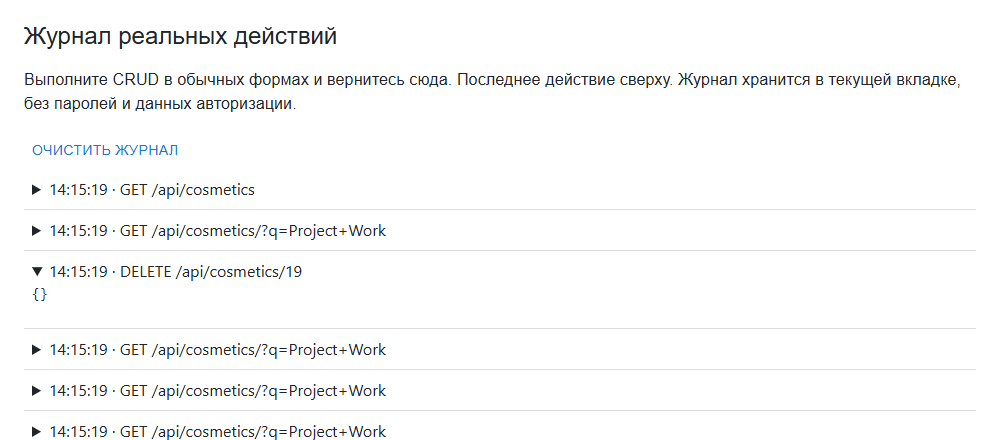 Журнал реальных действий
Выполните CRUD в обычных формах и вернитесь сюда. Последнее действие сверху. Журнал хранится в текущей вкладке,
без паролей и данных авторизации.
ОЧИСТИТЬ ЖУРНАЛ
▶ 14:15:19 · GET /api/cosmetics
▶ 14:15:19 · GET /api/cosmetics/?q=Project+Work
▼ 14:15:19 · DELETE /api/cosmetics/19
{}
▶ 14:15:19 · GET /api/cosmetics/?q=Project+Work
▶ 14:15:19 · GET /api/cosmetics/?q=Project+Work
▶ 14:15:19 · GET /api/cosmetics/?q=Project+Work